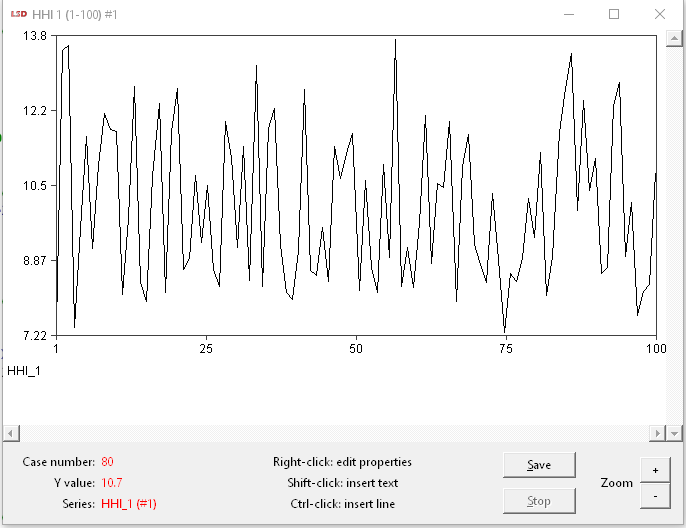 LSD HHI 1 (1-100) #1
13.8
12.2
10.5
8.87
7.22
1 25 50 75 100
HHI_1
Case number: 80 Right-click: edit properties Save
Y value: 10.7 Shift-click: insert text Zoom + -
Series: HHI_1 (#1) Ctrl-click: insert line Stop